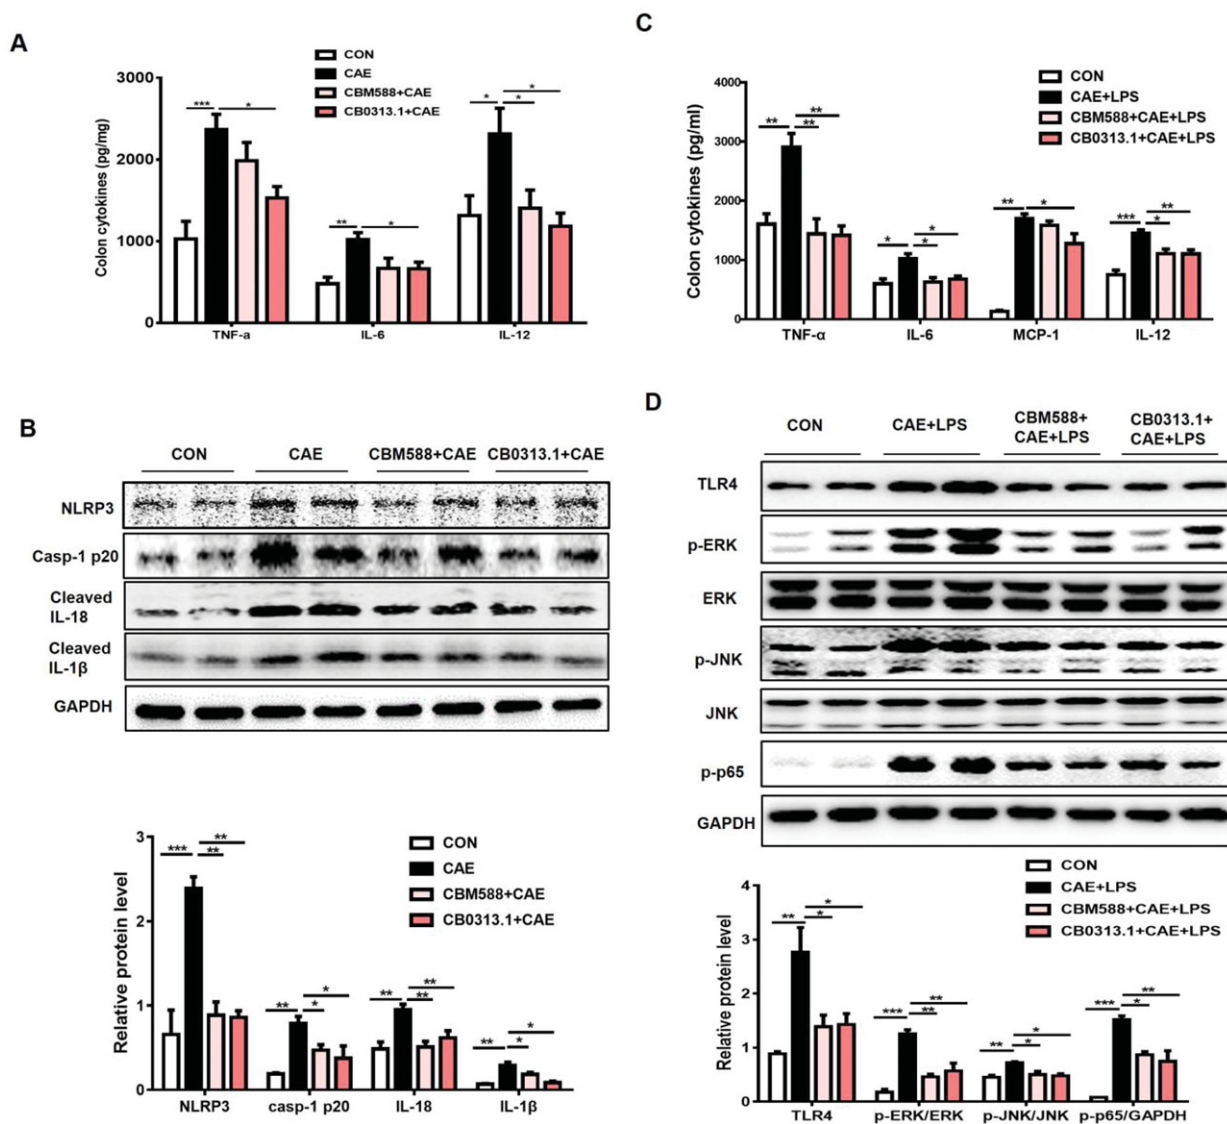 A
CON
CAE
CBM588+CAE
CB0313.1+CAE
Colon cytokines (pg/mg)
3000
2000
1000
0
*** *
** *
* * *
TNF-a IL-6 IL-12
C
CON
CAE+LPS
CBM588+CAE+LPS
CB0313.1+CAE+LPS
Colon cytokines (pg/ml)
4000
3000
2000
1000
0
** ** **
* * *
** *
*** * **
TNF-α IL-6 MCP-1 IL-12
B
CON CAE CBM588+CAE CB0313.1+CAE
NLRP3
Casp-1 p20
Cleaved
IL-18
Cleaved
IL-1β
GAPDH
Relative protein level
3
2
1
0
CON
CAE
CBM588+CAE
CB0313.1+CAE
*** ** **
** * *
** ** **
** * *
NLRP3 casp-1 p20 IL-18 IL-1β
D
CON CAE+LPS CBM588+ CB0313.1+
CAE+LPS CAE+LPS
TLR4
p-ERK
ERK
p-JNK
JNK
p-p65
GAPDH
CON
CAE+LPS
CBM588+CAE+LPS
CB0313.1+CAE+LPS
Relative protein level
4
3
2
1
0
** * *
*** ** **
** * *
*** * **
TLR4 p-ERK/ERK p-JNK/JNK p-p65/GAPDH